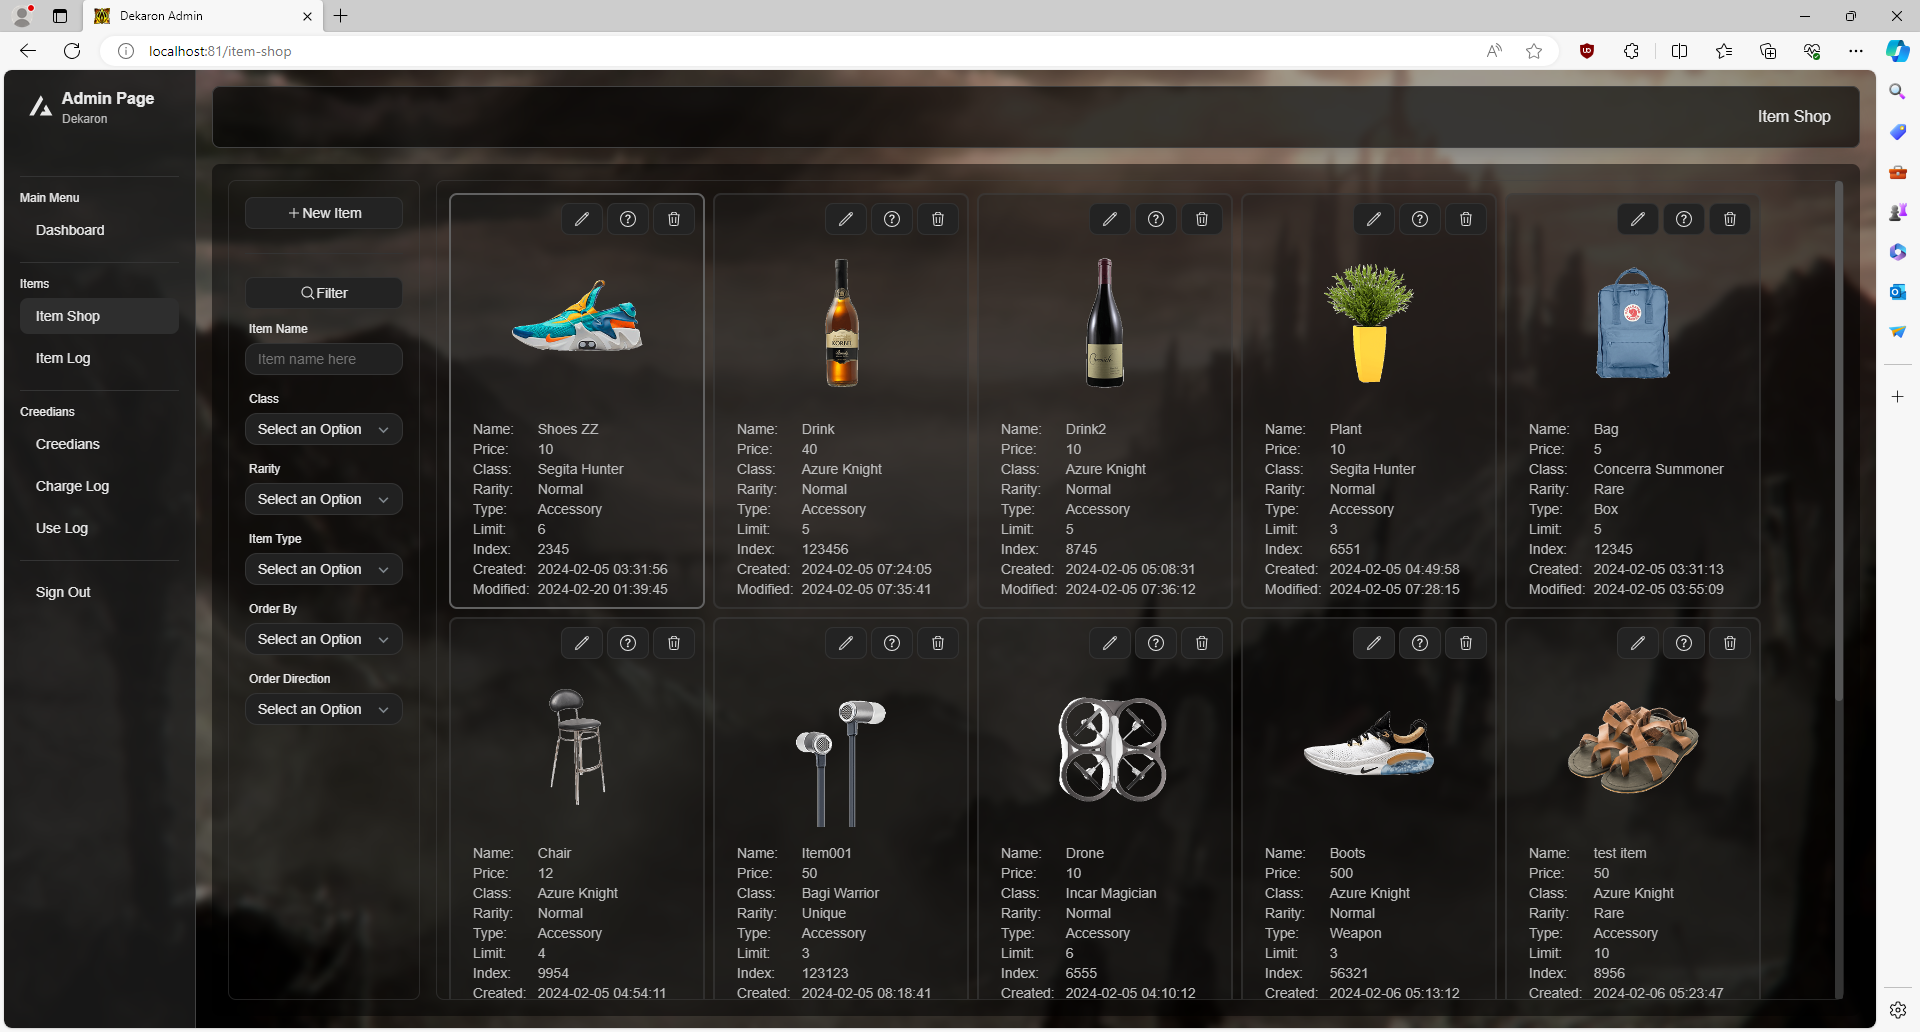 Dekaron Admin
localhost:81/item-shop
Admin Page
Dekaron
Item Shop
Main Menu
Dashboard
Items
Item Shop
Item Log
Creedians
Creedians
Charge Log
Use Log
Sign Out
New Item
Filter
Item Name
Item name here
Class
Select an Option
Rarity
Select an Option
Item Type
Select an Option
Order By
Select an Option
Order Direction
Select an Option
Name: Shoes ZZ
Price: 10
Class: Segita Hunter
Rarity: Normal
Type: Accessory
Limit: 6
Index: 2345
Created: 2024-02-05 03:31:56
Modified: 2024-02-20 01:39:45
Name: Drink
Price: 40
Class: Azure Knight
Rarity: Normal
Type: Accessory
Limit: 5
Index: 123456
Created: 2024-02-05 07:24:05
Modified: 2024-02-05 07:35:41
Name: Drink2
Price: 10
Class: Azure Knight
Rarity: Normal
Type: Accessory
Limit: 5
Index: 8745
Created: 2024-02-05 05:08:31
Modified: 2024-02-05 07:36:12
Name: Plant
Price: 10
Class: Segita Hunter
Rarity: Normal
Type: Accessory
Limit: 3
Index: 6551
Created: 2024-02-05 04:49:58
Modified: 2024-02-05 07:28:15
Name: Bag
Price: 5
Class: Concerra Summoner
Rarity: Rare
Type: Box
Limit: 5
Index: 12345
Created: 2024-02-05 03:31:13
Modified: 2024-02-05 03:55:09
Name: Chair
Price: 12
Class: Azure Knight
Rarity: Normal
Type: Accessory
Limit: 4
Index: 9954
Created: 2024-02-05 04:54:11
Name: Item001
Price: 50
Class: Bagi Warrior
Rarity: Unique
Type: Accessory
Limit: 3
Index: 123123
Created: 2024-02-05 08:18:41
Name: Drone
Price: 10
Class: Incar Magician
Rarity: Normal
Type: Accessory
Limit: 6
Index: 6555
Created: 2024-02-05 04:10:12
Name: Boots
Price: 500
Class: Azure Knight
Rarity: Normal
Type: Weapon
Limit: 3
Index: 56321
Created: 2024-02-06 05:13:12
Name: test item
Price: 50
Class: Azure Knight
Rarity: Rare
Type: Accessory
Limit: 10
Index: 8956
Created: 2024-02-06 05:23:47